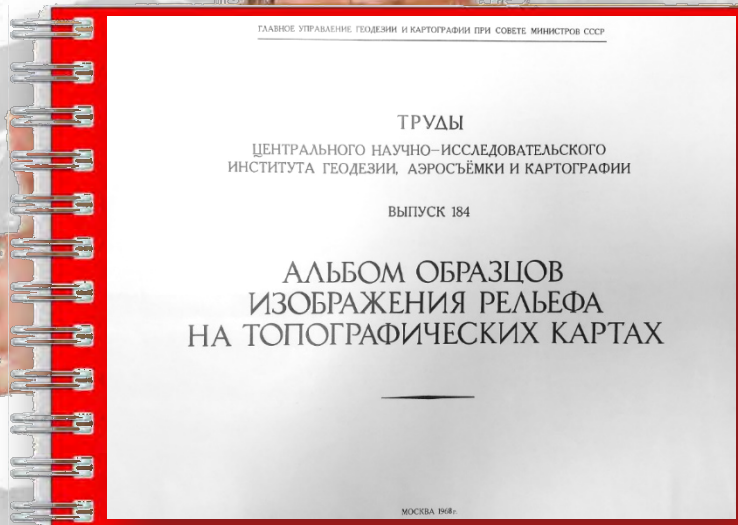 ГЛАВНОЕ УПРАВЛЕНИЕ ГЕОДЕЗИИ И КАРТОГРАФИИ ПРИ СОВЕТЕ МИНИСТРОВ СССР
ТРУДЫ
ЦЕНТРАЛЬНОГО НАУЧНО–ИССЛЕДОВАТЕЛЬСКОГО
ИНСТИТУТА ГЕОДЕЗИИ, АЭРОСЪЁМКИ И КАРТОГРАФИИ
ВЫПУСК 184
АЛЬБОМ ОБРАЗЦОВ
ИЗОБРАЖЕНИЯ РЕЛЬЕФА
НА ТОПОГРАФИЧЕСКИХ КАРТАХ
МОСКВА 1968г.